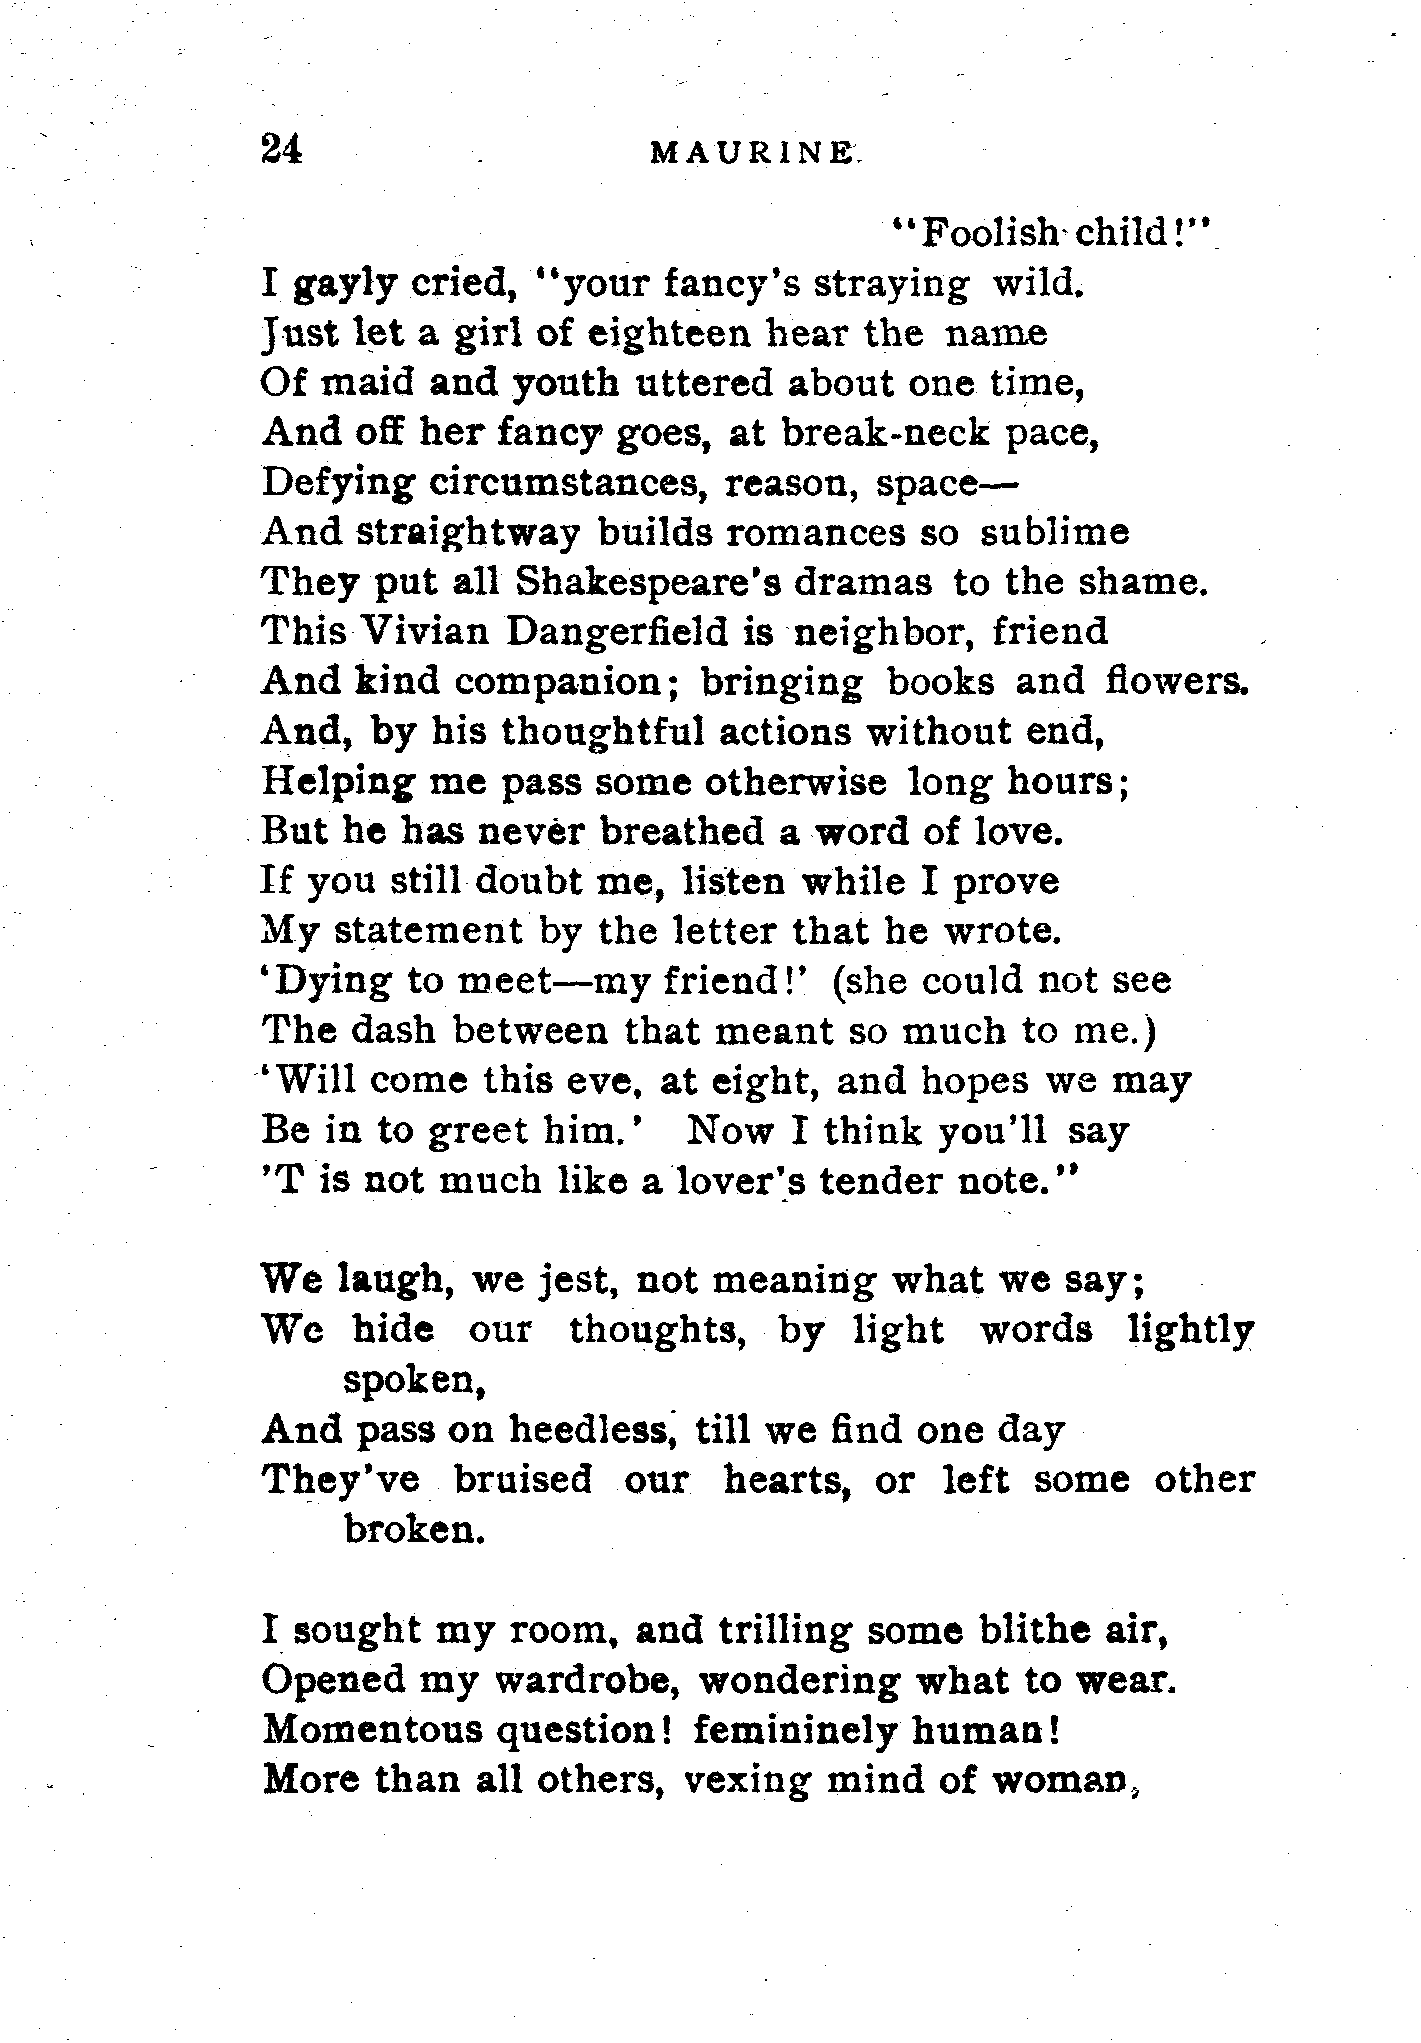 24 MAURINE.
"Foolish child!"
I gayly cried, "your fancy's straying wild.
Just let a girl of eighteen hear the name
Of maid and youth uttered about one time,
And off her fancy goes, at break-neck pace,
Defying circumstances, reason, space—
And straightway builds romances so sublime
They put all Shakespeare's dramas to the shame.
This Vivian Dangerfield is neighbor, friend
And kind companion; bringing books and flowers.
And, by his thoughtful actions without end,
Helping me pass some otherwise long hours;
But he has never breathed a word of love.
If you still doubt me, listen while I prove
My statement by the letter that he wrote.
'Dying to meet—my friend!' (she could not see
The dash between that meant so much to me.)
'Will come this eve, at eight, and hopes we may
Be in to greet him.' Now I think you'll say
'T is not much like a lover's tender note."
We laugh, we jest, not meaning what we say;
We hide our thoughts, by light words lightly
spoken,
And pass on heedless, till we find one day
They've bruised our hearts, or left some other
broken.
I sought my room, and trilling some blithe air,
Opened my wardrobe, wondering what to wear.
Momentous question! femininely human!
More than all others, vexing mind of woman,